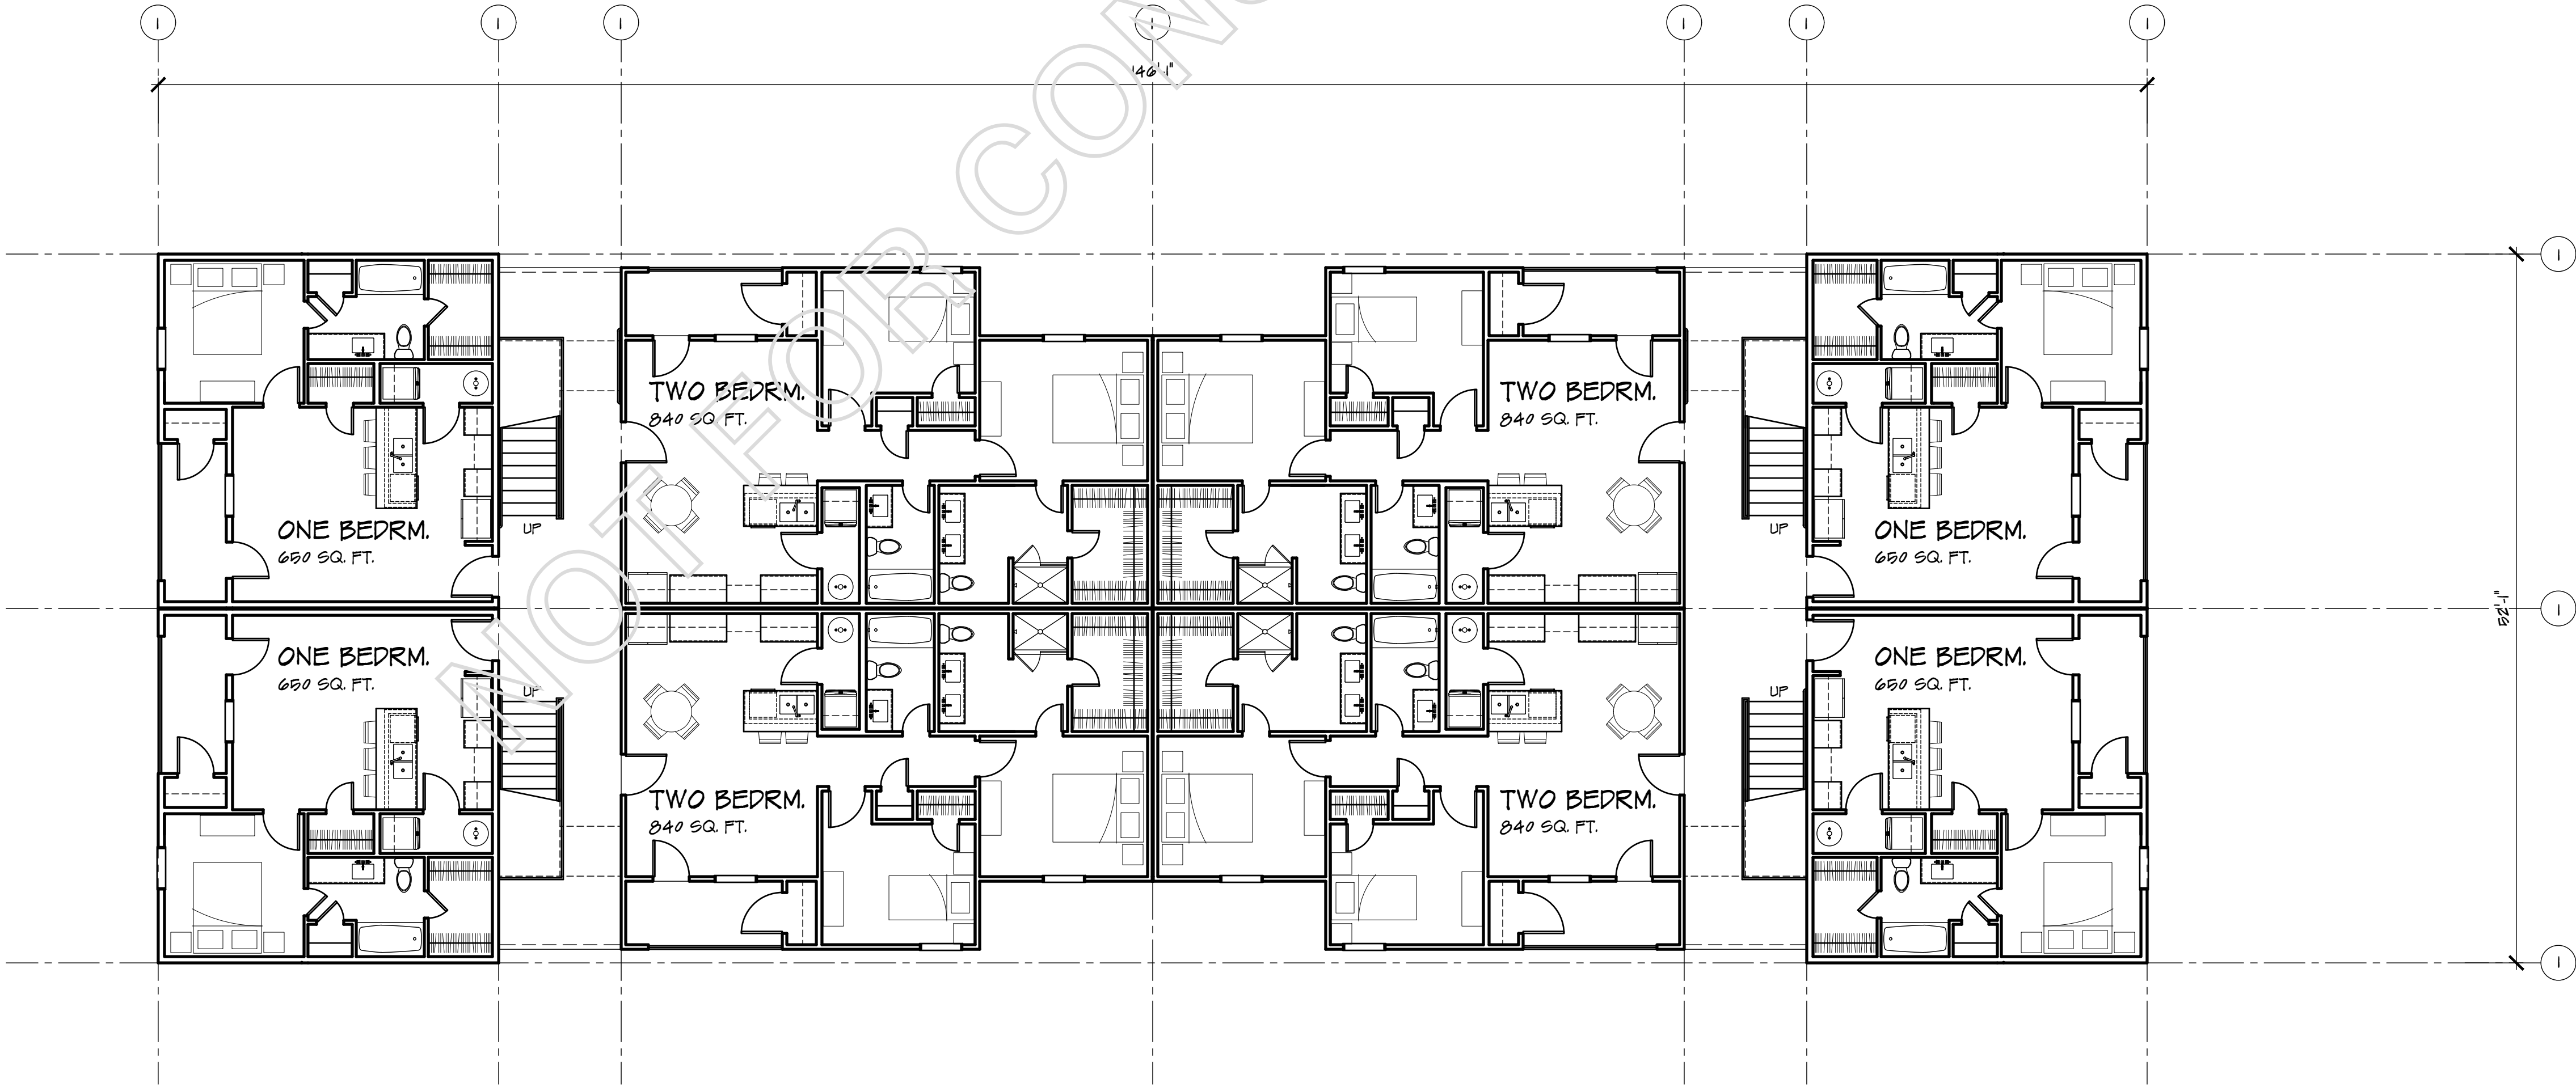 I I I I I I I
146'-1"
I
TWO BEDRM.
840 SQ. FT.
TWO BEDRM.
840 SQ. FT.
ONE BEDRM.
650 SQ. FT.
UP
UP
ONE BEDRM.
650 SQ. FT.
52'-1"
I
ONE BEDRM.
650 SQ. FT.
UP
UP
ONE BEDRM.
650 SQ. FT.
TWO BEDRM.
840 SQ. FT.
TWO BEDRM.
840 SQ. FT.
I
NOT FOR CON